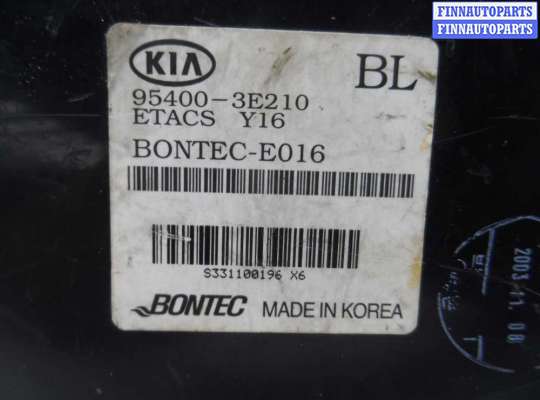 FINNAUTOPARTS
FINNAUTOPARTS
KIA
BL
95400-3E210
ETACS Y16
BONTEC-E016
S331100196 X6
BONTEC
MADE IN KOREA
2003. 11. 08